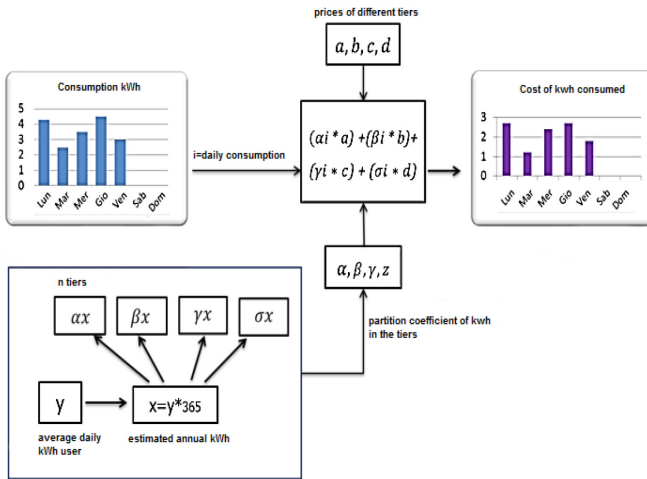 prices of different tiers
a, b, c, d
Consumption kWh
5
4
3
2
1
0
Lun Mar Mer Gio Ven Sab Dom
i=daily consumption
(αi * a) +(βi * b)+
(γi * c) + (σi * d)
Cost of kwh consumed
3
2
1
0
Lun Mar Mer Gio Ven Sab Dom
α, β, γ, z
partition coefficient of kwh
in the tiers
n tiers
αx βx γx σx
y
x=y*365
average daily
kWh user
estimated annual kWh